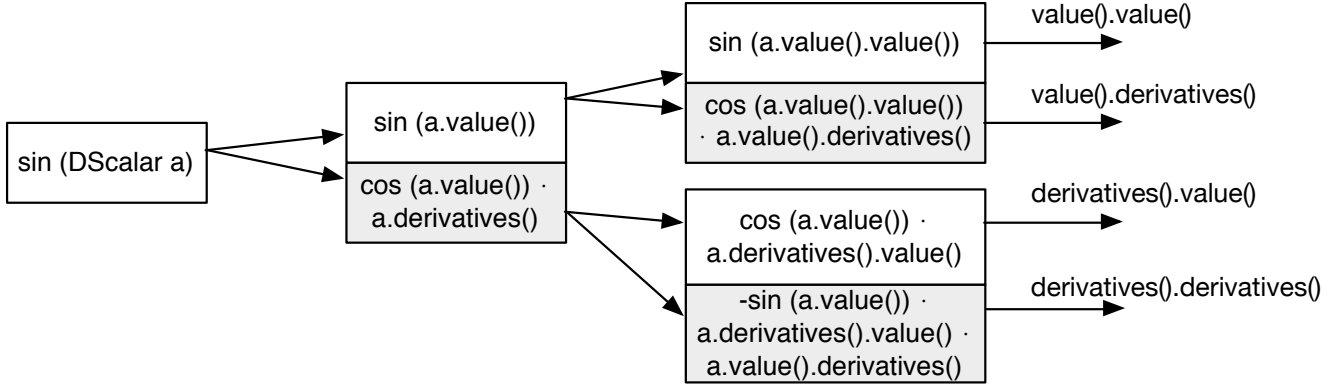 sin (DScalar a)
sin (a.value())
cos (a.value()) ·
a.derivatives()
sin (a.value().value())
cos (a.value().value())
· a.value().derivatives()
cos (a.value()) ·
a.derivatives().value()
-sin (a.value()) ·
a.derivatives().value() ·
a.value().derivatives()
value().value()
value().derivatives()
derivatives().value()
derivatives().derivatives()